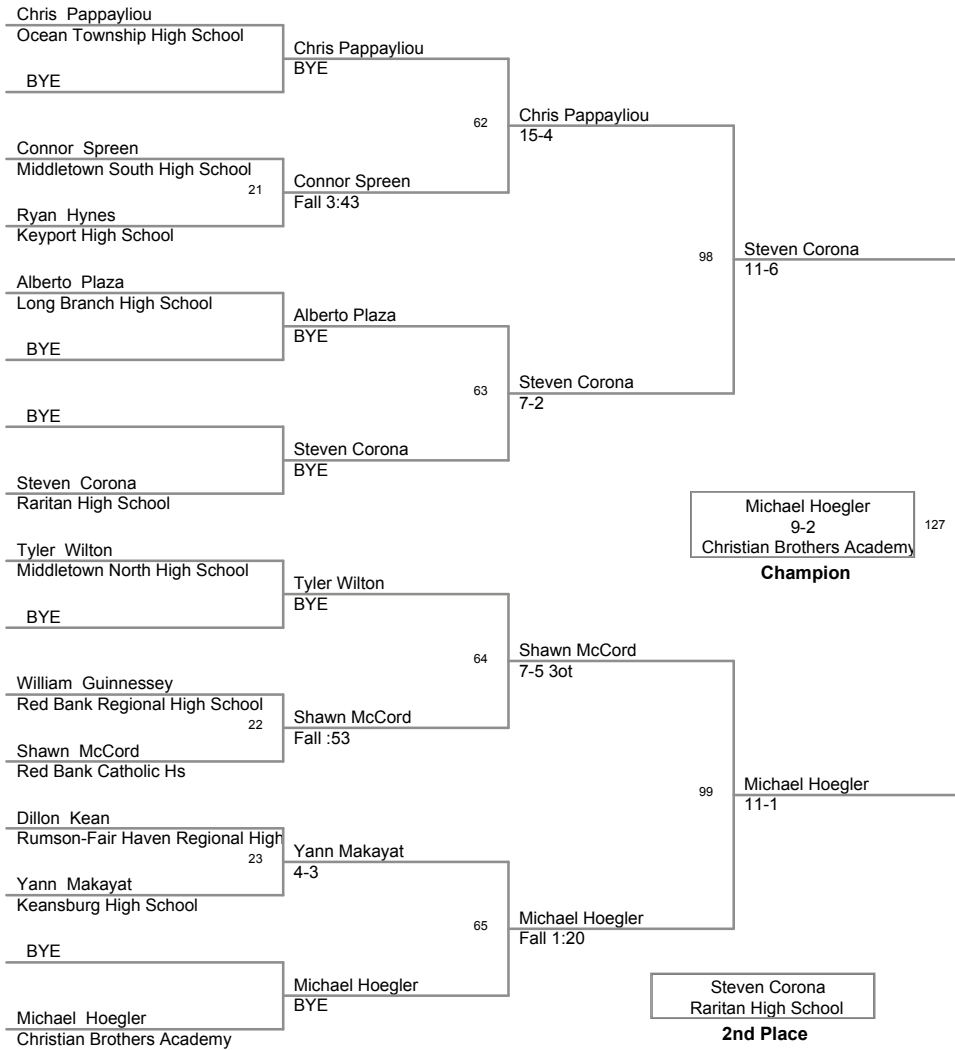 Chris Pappayliou
Ocean Township High School
BYE
Connor Spreen
Middletown South High School
21
Ryan Hynes
Keyport High School
Alberto Plaza
Long Branch High School
BYE
BYE
Steven Corona
Raritan High School
Tyler Wilton
Middletown North High School
BYE
William Guinnessey
Red Bank Regional High School
22
Shawn McCord
Red Bank Catholic Hs
Dillon Kean
Rumson-Fair Haven Regional High
23
Yann Makayat
Keansburg High School
BYE
Michael Hoegler
Christian Brothers Academy
Chris Pappayliou
BYE
62
Connor Spreen
Fall 3:43
Alberto Plaza
BYE
63
Steven Corona
BYE
Tyler Wilton
BYE
64
Shawn McCord
Fall :53
Yann Makayat
4-3
65
Michael Hoegler
BYE
Chris Pappayliou
15-4
98
Steven Corona
7-2
Shawn McCord
7-5 3ot
99
Michael Hoegler
Fall 1:20
Steven Corona
11-6
Michael Hoegler
9-2
Christian Brothers Academy
127
Champion
Michael Hoegler
11-1
Steven Corona
Raritan High School
2nd Place